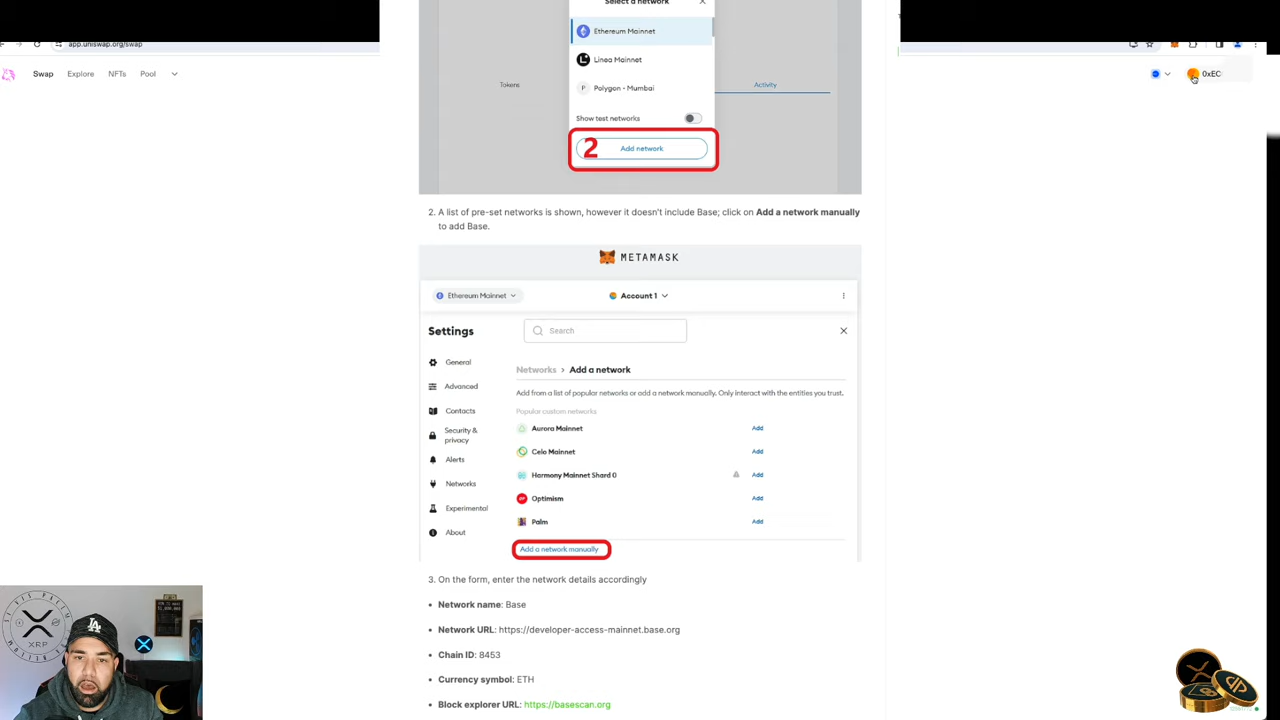 Select a network
Ethereum Mainnet
Linea Mainnet
P Polygon - Mumbai
Tokens
Activity
Show test networks
2 Add network
app.uniswap.org/swap
Swap Explore NFTs Pool
0xEC
2. A list of pre-set networks is shown, however it doesn't include Base; click on Add a network manually
to add Base.
METAMASK
Ethereum Mainnet
Account 1
Settings
Search
General
Advanced
Contacts
Security &
privacy
Alerts
Networks
Experimental
About
Networks > Add a network
Add from a list of popular networks or add a network manually. Only interact with the entities you trust.
Popular custom networks
Aurora Mainnet Add
Celo Mainnet Add
Harmony Mainnet Shard 0 Add
OP Optimism Add
Palm Add
Add a network manually
3. On the form, enter the network details accordingly
• Network name: Base
• Network URL: https://developer-access-mainnet.base.org
• Chain ID: 8453
• Currency symbol: ETH
• Block explorer URL: https://basescan.org
XRP
LA